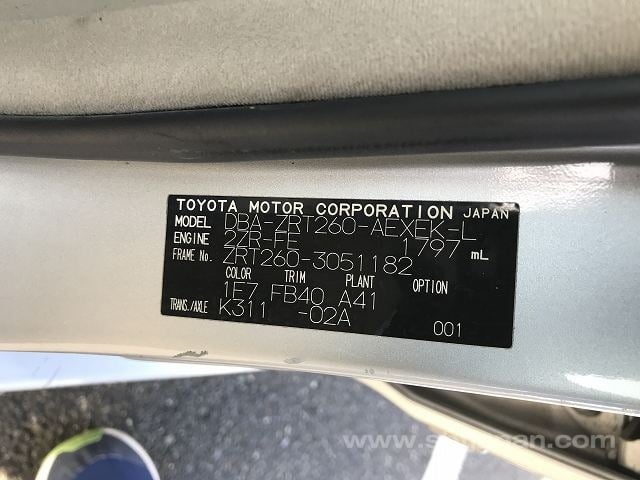 TOYOTA MOTOR CORPORATION JAPAN
MODEL DBA-ZRT260-AEXEK-L
ENGINE 2ZR-FE 1797 mL
FRAME No. ZRT260-3051182
COLOR TRIM PLANT OPTION
1F7 FB40 A41
TRANS./AXLE K311 -02A
001